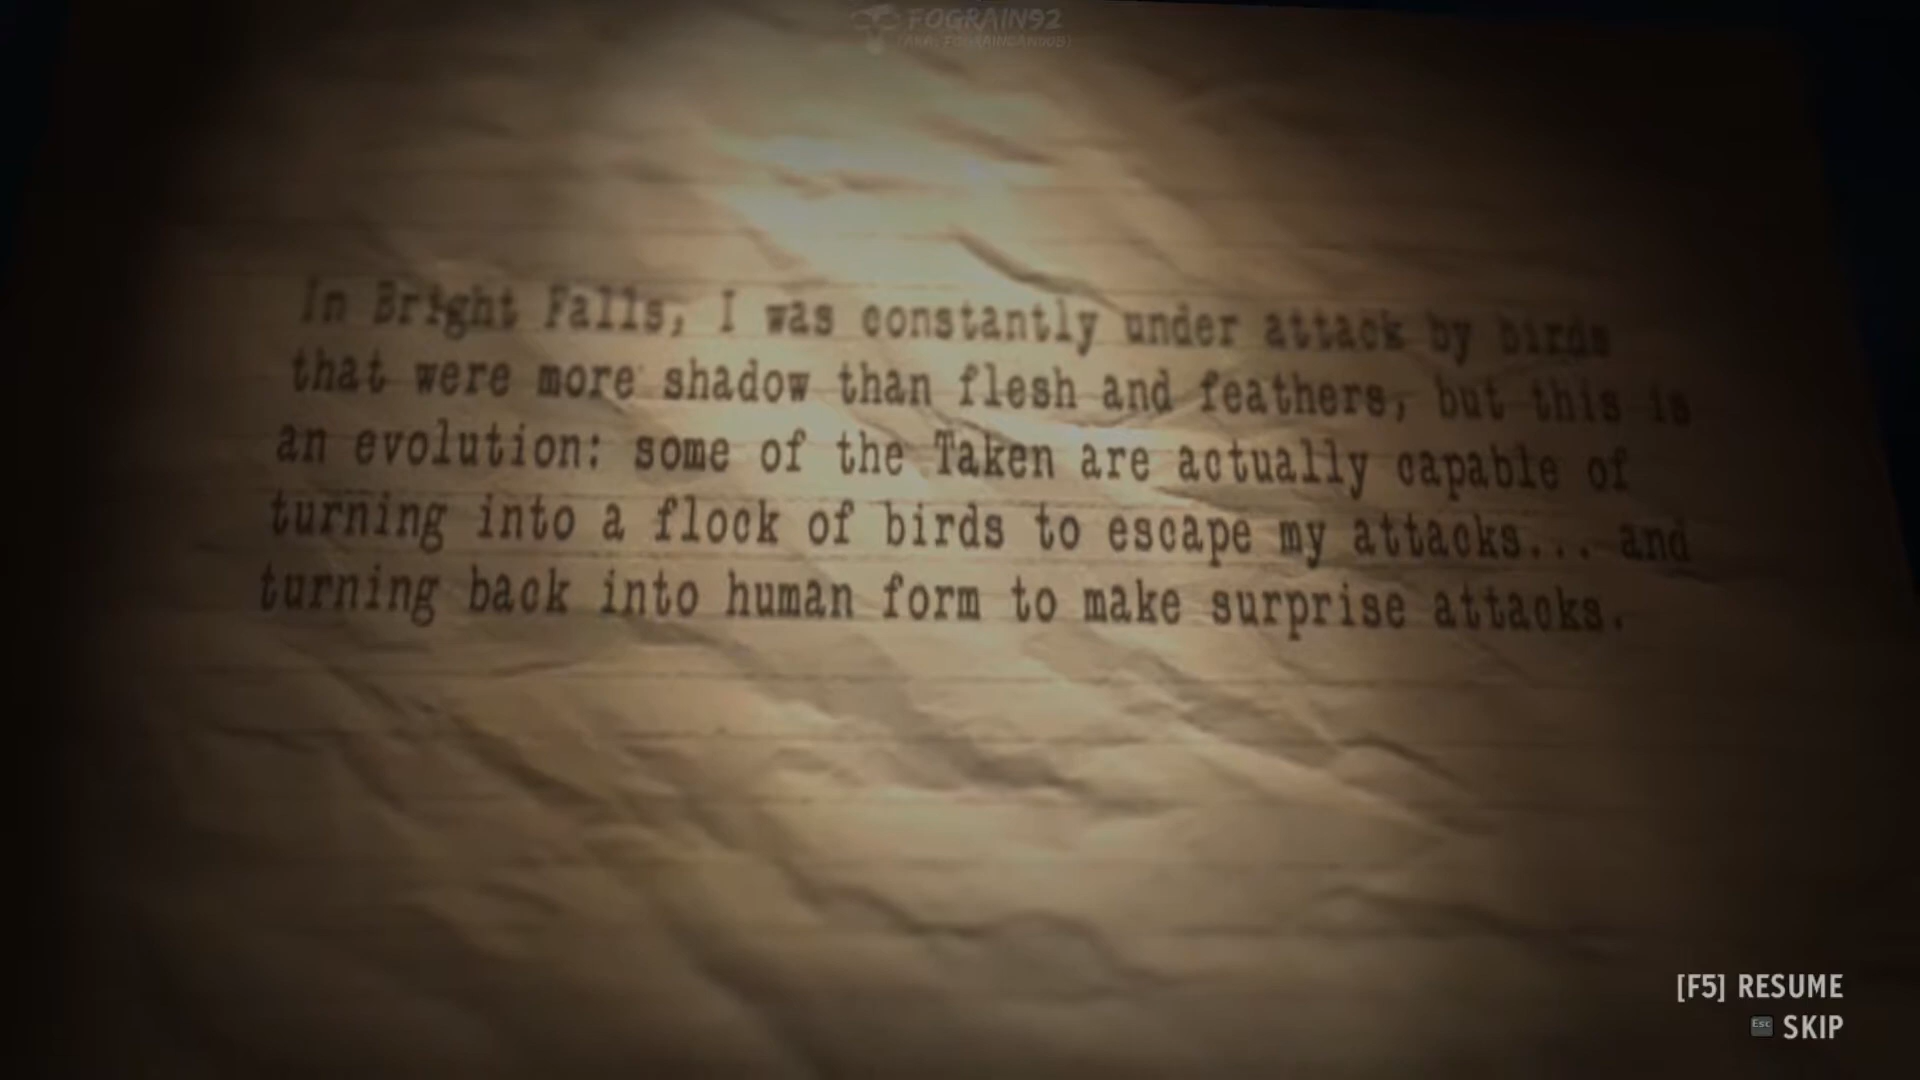 FOGRAIN92
In Bright Falls, I was constantly under attack by birds
that were more shadow than flesh and feathers, but this is
an evolution: some of the Taken are actually capable of
turning into a flock of birds to escape my attacks... and
turning back into human form to make surprise attacks.
[F5] RESUME
Esc SKIP